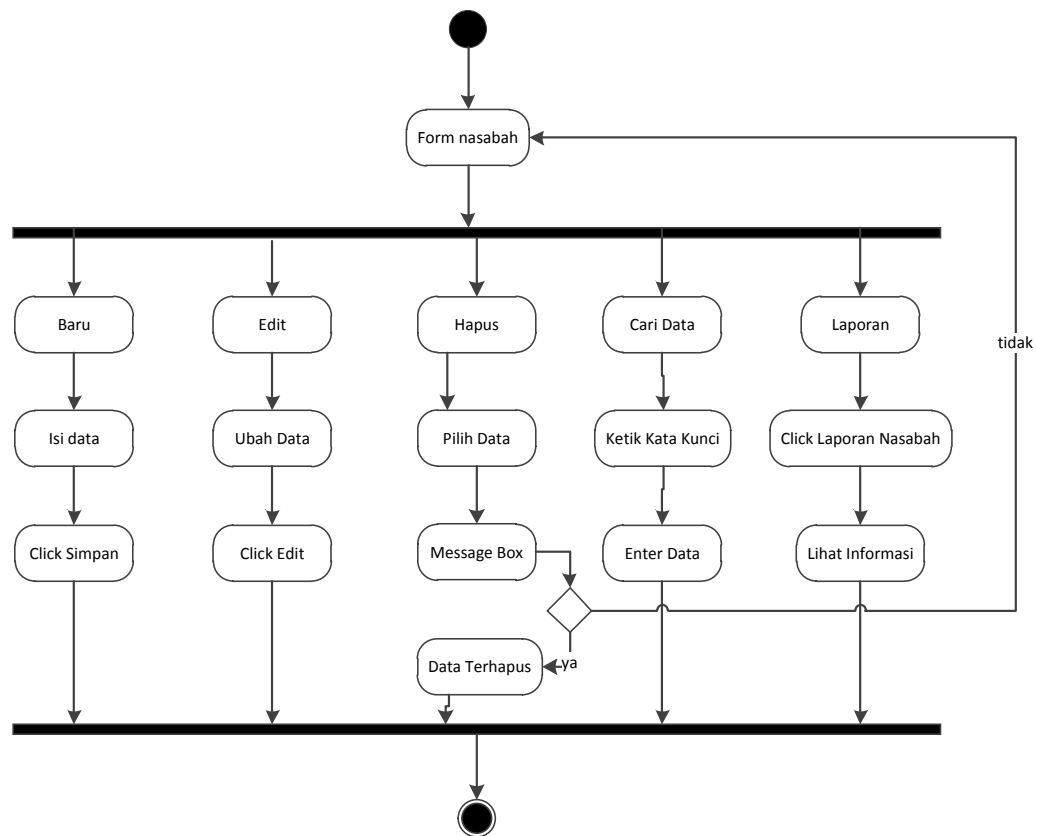 Form nasabah
tidak
Baru
Edit
Hapus
Cari Data
Laporan
Isi data
Ubah Data
Pilih Data
Ketik Kata Kunci
Click Laporan Nasabah
Click Simpan
Click Edit
Message Box
Enter Data
Lihat Informasi
Data Terhapus
ya